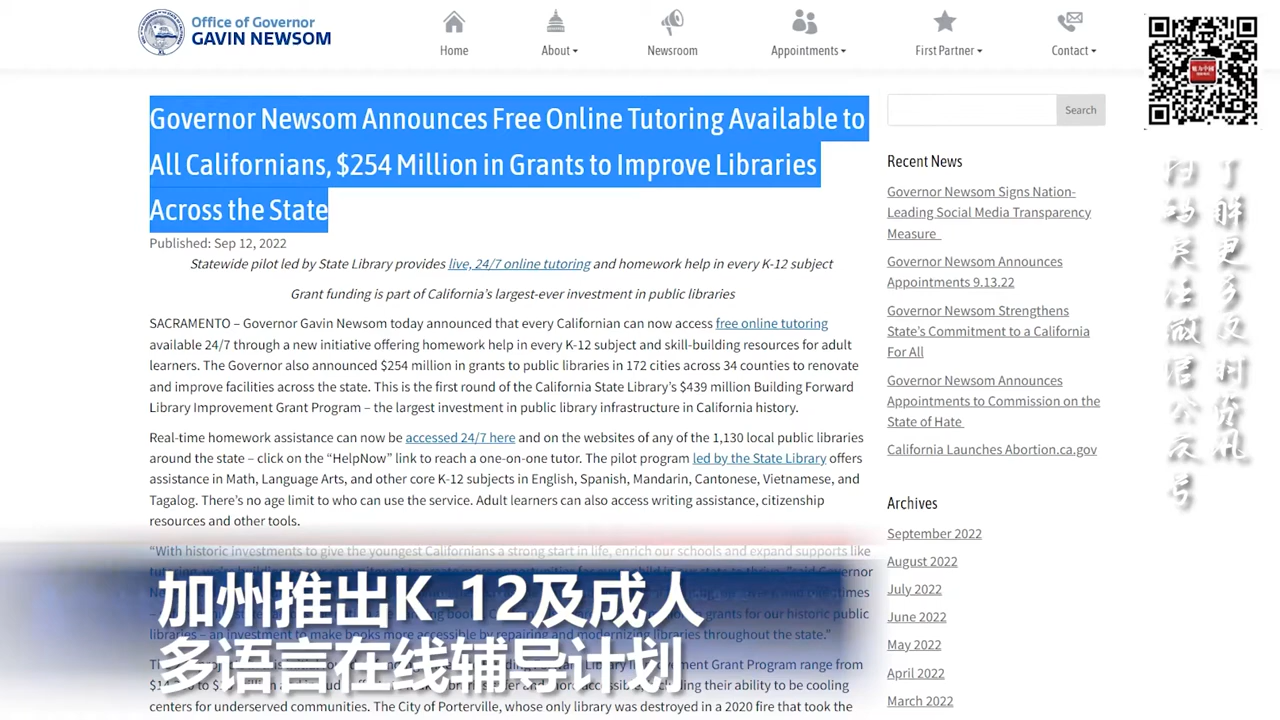 Office of Governor
GAVIN NEWSOM
Home
About
Newsroom
Appointments
First Partner
Contact
Governor Newsom Announces Free Online Tutoring Available to
All Californians, $254 Million in Grants to Improve Libraries
Across the State
Published: Sep 12, 2022
Statewide pilot led by State Library provides live, 24/7 online tutoring and homework help in every K-12 subject
Grant funding is part of California's largest-ever investment in public libraries
SACRAMENTO – Governor Gavin Newsom today announced that every Californian can now access free online tutoring
available 24/7 through a new initiative offering homework help in every K-12 subject and skill-building resources for adult
learners. The Governor also announced $254 million in grants to public libraries in 172 cities across 34 counties to renovate
and improve facilities across the state. This is the first round of the California State Library's $439 million Building Forward
Library Improvement Grant Program – the largest investment in public library infrastructure in California history.
Real-time homework assistance can now be accessed 24/7 here and on the websites of any of the 1,130 local public libraries
around the state – click on the “HelpNow” link to reach a one-on-one tutor. The pilot program led by the State Library offers
assistance in Math, Language Arts, and other core K-12 subjects in English, Spanish, Mandarin, Cantonese, Vietnamese, and
Tagalog. There's no age limit to who can use the service. Adult learners can also access writing assistance, citizenship
resources and other tools.
“With historic investments to give the youngest Californians a strong start in life, enrich our schools and expand supports like
libraries – an investment to make books more accessible by repairing and modernizing libraries throughout the state.”
centers for underserved communities. The City of Porterville, whose only library was destroyed in a 2020 fire that took the
加州推出K-12及成人
多语言在线辅导计划
Search
Recent News
Governor Newsom Signs Nation-
Leading Social Media Transparency
Measure
Governor Newsom Announces
Appointments 9.13.22
Governor Newsom Strengthens
State's Commitment to a California
For All
Governor Newsom Announces
Appointments to Commission on the
State of Hate
California Launches Abortion.ca.gov
Archives
September 2022
August 2022
July 2022
June 2022
May 2022
April 2022
March 2022
扫码关注微信公众号
了解更多及时资讯